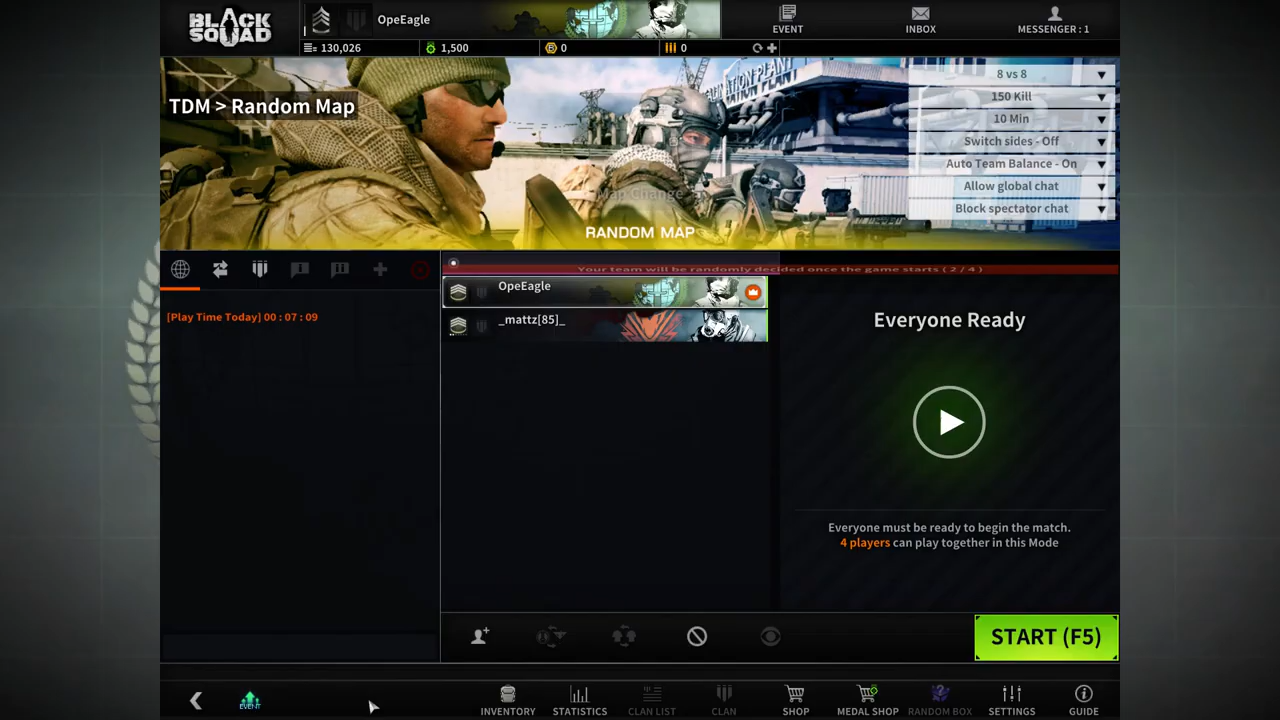 BLACK
SQUAD
OpeEagle
EVENT
INBOX
MESSENGER : 1
130,026
1,500
0
0
TDM > Random Map
8 vs 8
150 Kill
10 Min
Switch sides - Off
Auto Team Balance - On
Allow global chat
Block spectator chat
Map Change
RANDOM MAP
Your team will be randomly decided once the game starts ( 2 / 4 )
[Play Time Today] 00 : 07 : 09
OpeEagle
_mattz[85]_
Everyone Ready
Everyone must be ready to begin the match.
4 players can play together in this Mode
START (F5)
EVENT
INVENTORY
STATISTICS
CLAN LIST
CLAN
SHOP
MEDAL SHOP
RANDOM BOX
SETTINGS
GUIDE